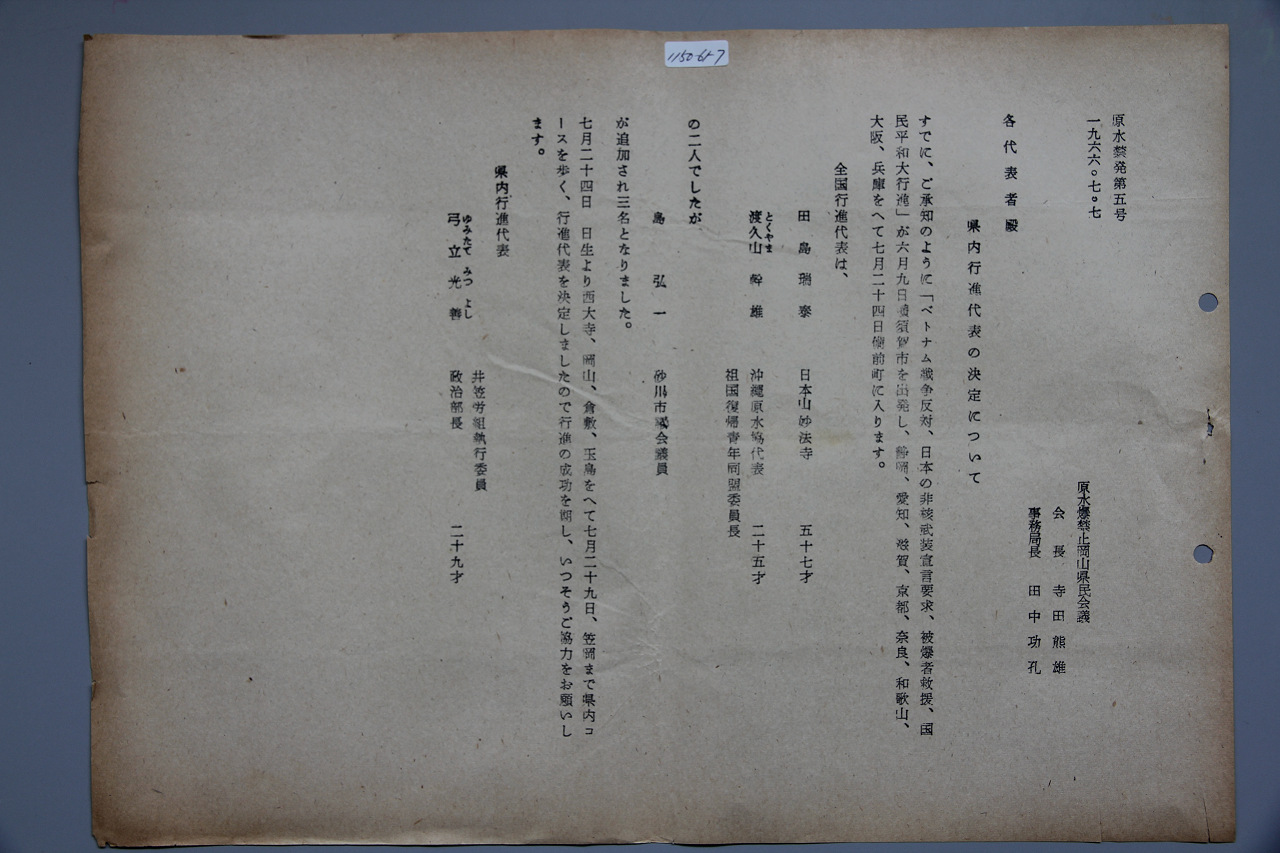 1150-61-7
原水禁発第五号
一九六六。七。七
原水爆禁止岡山県民会議
会長 寺田熊雄
事務局長 田中功孔
各代表者殿
県内行進代表の決定について
すでに、ご承知のように「ベトナム戦争反対、日本の非核武装宣言要求、被爆者救援、国
民平和大行進」が六月九日横須賀市を出発し、静岡、愛知、滋賀、京都、奈良、和歌山、
大阪、兵庫をへて七月二十四日備前町に入ります。
全国行進代表は、
田島瑞泰 日本山妙法寺 五十七才
とくやま
渡久山幹雄 沖縄原水協代表 二十五才
祖国復帰青年同盟委員長
の二人でしたが
島弘一 砂川市議会議員
が追加され三名となりました。
七月二十四日 日生より西大寺、岡山、倉敷、玉島をへて七月二十九日、笠岡まで県内コ
ースを歩く、行進代表を決定しましたので行進の成功を期し、いつそうご協力をお願いし
ます。
県内行進代表
井笠労組執行委員
ゆみたて みつ よし
弓立光善 政治部長 二十九才